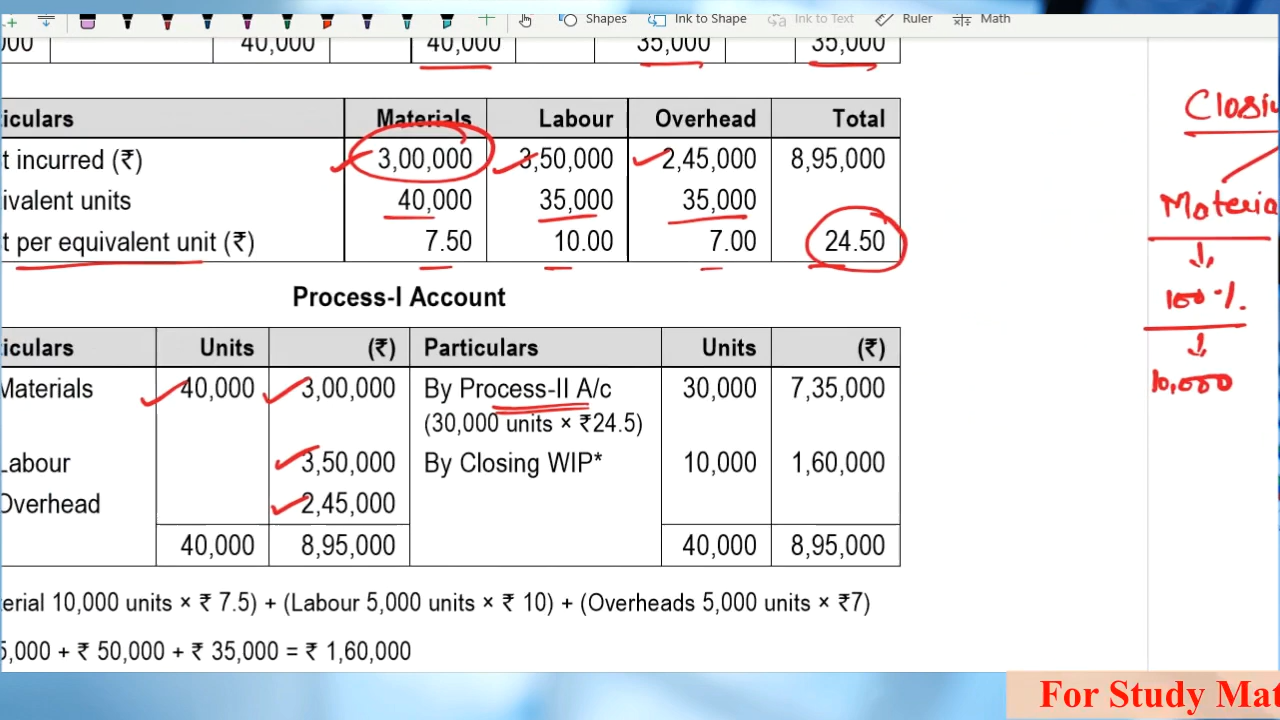 Shapes Ink to Shape Ink to Text Ruler Math
000 40,000 40,000 35,000 35,000
iculars Materials Labour Overhead Total
t incurred (₹) 3,00,000 3,50,000 2,45,000 8,95,000
ivalent units 40,000 35,000 35,000
t per equivalent unit (₹) 7.50 10.00 7.00 24.50
Process-I Account
iculars Units (₹) Particulars Units (₹)
Materials 40,000 3,00,000 By Process-II A/c 30,000 7,35,000
(30,000 units × ₹24.5)
Labour 3,50,000 By Closing WIP* 10,000 1,60,000
Overhead 2,45,000
40,000 8,95,000 40,000 8,95,000
erial 10,000 units × ₹ 7.5) + (Labour 5,000 units × ₹ 10) + (Overheads 5,000 units × ₹7)
5,000 + ₹ 50,000 + ₹ 35,000 = ₹ 1,60,000
Closi
Materia
100%.
10,000
For Study Mat